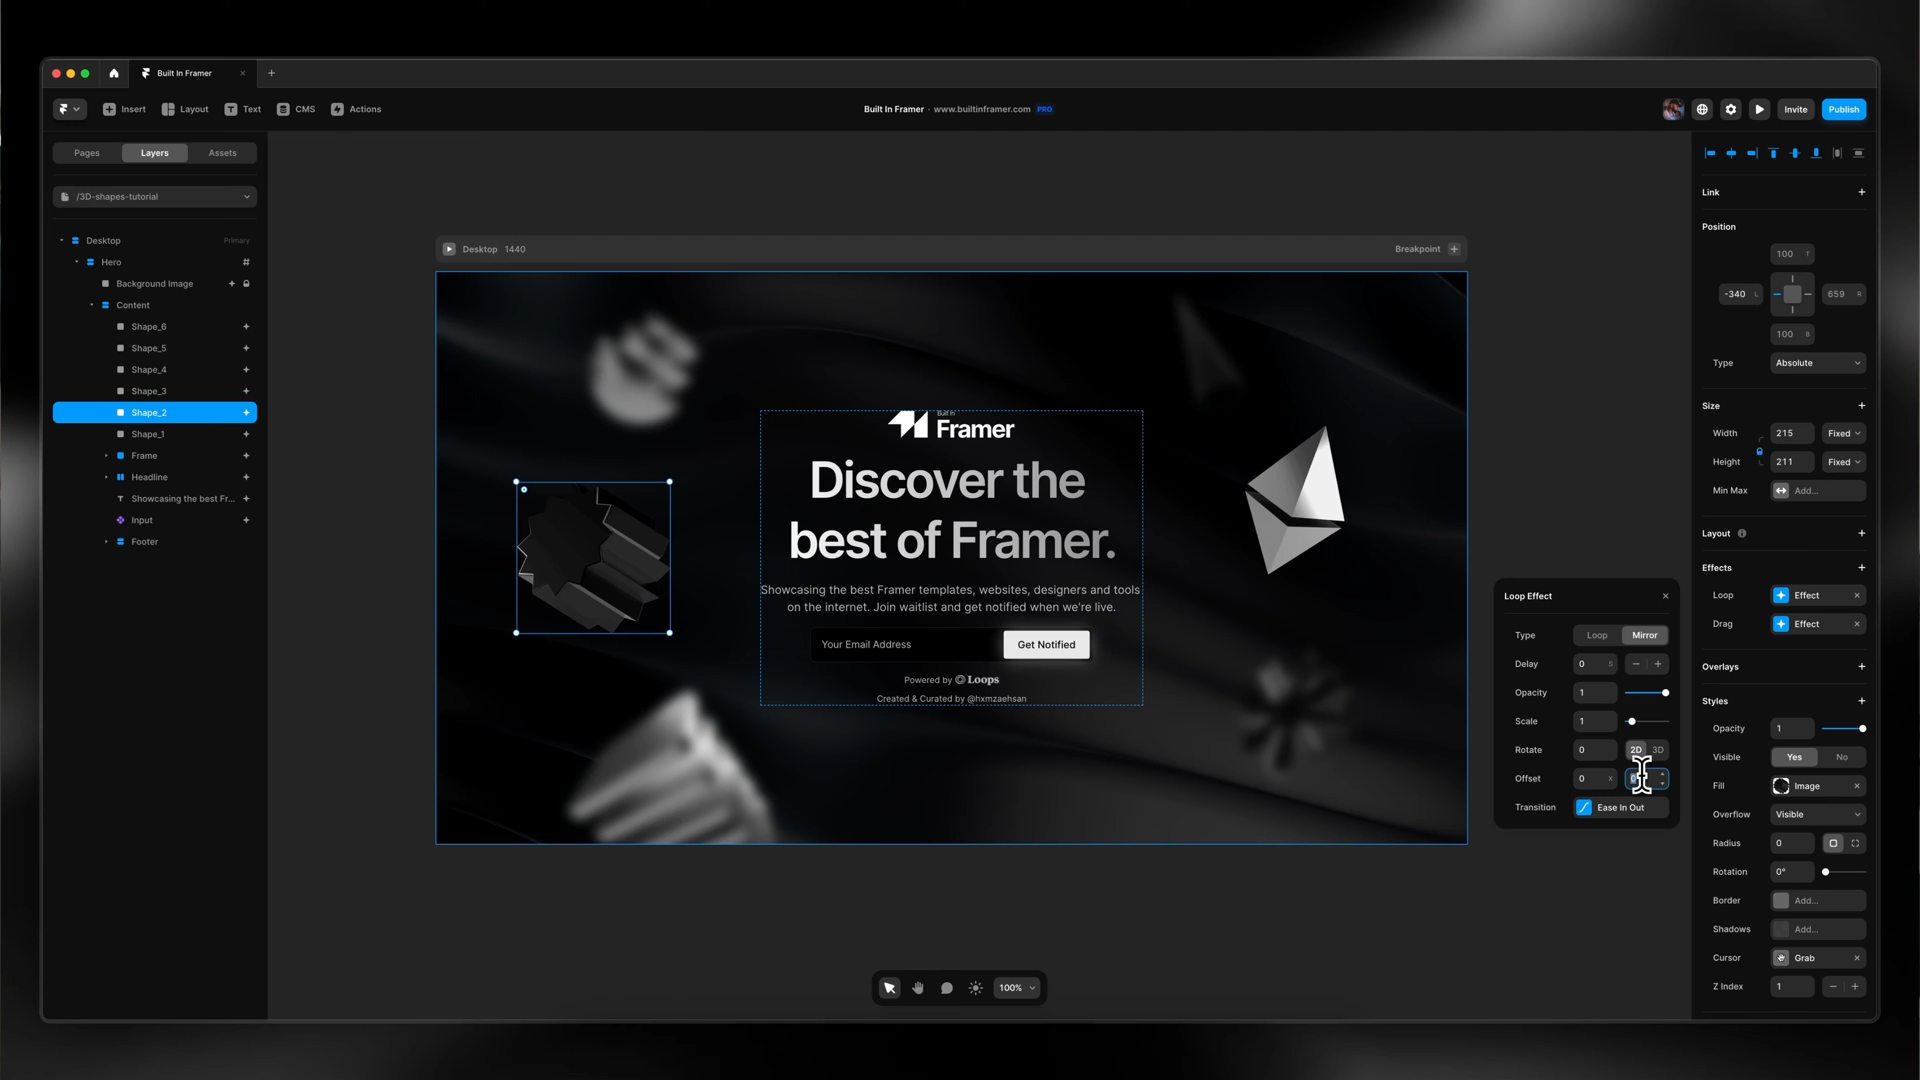 Built In Framer
Insert
Layout
Text
CMS
Actions
Built In Framer · www.builtinframer.com PRO
Invite
Publish
Pages
Layers
Assets
/3D-shapes-tutorial
Desktop
Primary
Hero
Background Image
Content
Shape_6
Shape_5
Shape_4
Shape_3
Shape_2
Shape_1
Frame
Headline
Showcasing the best Fr...
Input
Footer
Desktop 1440
Breakpoint
Built In
Framer
Discover the
best of Framer.
Showcasing the best Framer templates, websites, designers and tools
on the internet. Join waitlist and get notified when we're live.
Your Email Address
Get Notified
Powered by Loops
Created & Curated by @hxmzaehsan
100%
Loop Effect
Type Loop Mirror
Delay 0 S
Opacity 1
Scale 1
Rotate 0 2D 3D
Offset 0 X
Transition Ease In Out
Link
Position
100 T
-340 L
659 R
100 B
Type Absolute
Size
Width 215 Fixed
Height 211 Fixed
Min Max Add...
Layout
Effects
Loop Effect
Drag Effect
Overlays
Styles
Opacity 1
Visible Yes No
Fill Image
Overflow Visible
Radius 0
Rotation 0°
Border Add...
Shadows Add...
Cursor Grab
Z Index 1